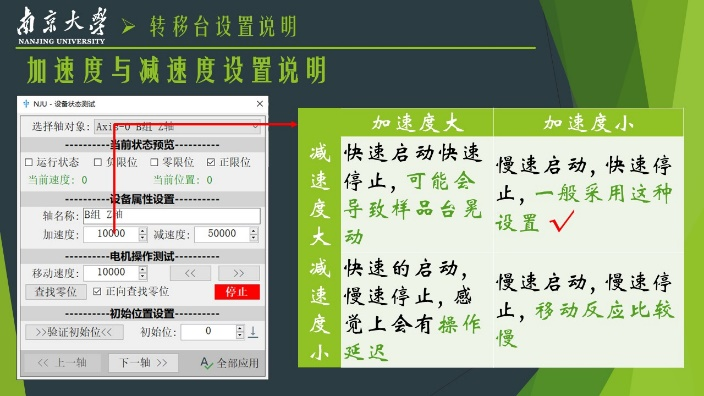 南京大学
NANJING UNIVERSITY
转移台设置说明
加速度与减速度设置说明
NJU - 设备状态测试
选择轴对象: Axis-0 B组 Z轴
----------当前状态预览----------
运行状态 负限位 零限位 正限位
当前速度: 0 当前位置: 0
----------设备属性设置----------
轴名称: B组 Z轴
加速度: 10000 减速度: 50000
----------电机操作测试----------
移动速度: 10000 << >>
查找零位 正向查找零位 停止
----------初始位置设置----------
>>验证初始位<< 初始位: 0
<< 上一轴 下一轴 >> 全部应用
加速度大 加速度小
减速度大
快速启动快速
停止，可能会
导致样品台晃
动
慢速启动，快速停
止，一般采用这种
设置
减速度小
快速的启动，
慢速停止，感
觉上会有操作
延迟
慢速启动，慢速停
止，移动反应比较
慢